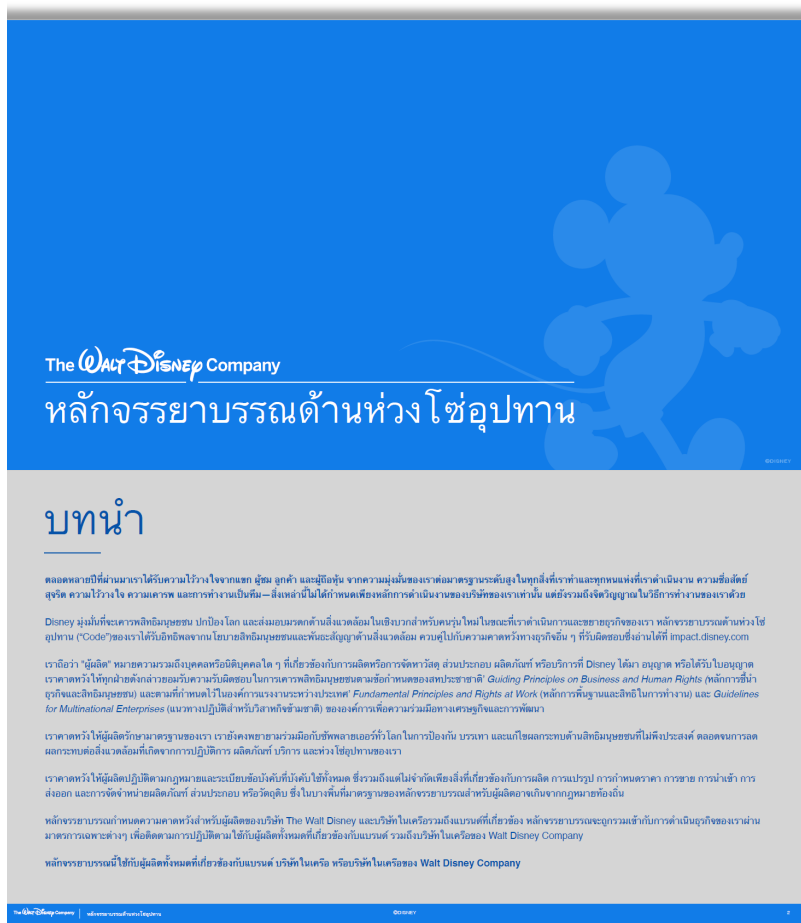 The WALT DISNEY Company
หลักจรรยาบรรณด้านห่วงโซ่อุปทาน
©DISNEY
บทนำ
ตลอดหลายปีที่ผ่านมาเราได้รับความไว้วางใจจากแขก ผู้ชม ลูกค้า และผู้ถือหุ้น จากความมุ่งมั่นของเราต่อมาตรฐานระดับสูงในทุกสิ่งที่เราทำและทุกหนแห่งที่เราดำเนินงาน ความซื่อสัตย์
สุจริต ความไว้วางใจ ความเคารพ และการทำงานเป็นทีม—สิ่งเหล่านี้ไม่ได้กำหนดเพียงหลักการดำเนินงานของบริษัทของเราเท่านั้น แต่ยังรวมถึงจิตวิญญาณในวิธีการทำงานของเราด้วย
Disney มุ่งมั่นที่จะเคารพสิทธิมนุษยชน ปกป้องโลก และส่งมอบมรดกด้านสิ่งแวดล้อมในเชิงบวกสำหรับคนรุ่นใหม่ในขณะที่เราดำเนินการและขยายธุรกิจของเรา หลักจรรยาบรรณด้านห่วงโซ่
อุปทาน (“Code”)ของเราได้รับอิทธิพลจากนโยบายสิทธิมนุษยชนและพันธะสัญญาด้านสิ่งแวดล้อม ควบคู่ไปกับความคาดหวังทางธุรกิจอื่น ๆ ที่รับผิดชอบซึ่งอ่านได้ที่ impact.disney.com
เราถือว่า "ผู้ผลิต" หมายความรวมถึงบุคคลหรือนิติบุคคลใด ๆ ที่เกี่ยวข้องกับการผลิตหรือการจัดหาวัสดุ ส่วนประกอบ ผลิตภัณฑ์ หรือบริการที่ Disney ได้มา อนุญาต หรือได้รับใบอนุญาต
เราคาดหวังให้ทุกฝ่ายดังกล่าวยอมรับความรับผิดชอบในการเคารพสิทธิมนุษยชนตามข้อกำหนดของสหประชาชาติ' Guiding Principles on Business and Human Rights (หลักการชี้นำ
ธุรกิจและสิทธิมนุษยชน) และตามที่กำหนดไว้ในองค์การแรงงานระหว่างประเทศ' Fundamental Principles and Rights at Work (หลักการพื้นฐานและสิทธิในการทำงาน) และ Guidelines
for Multinational Enterprises (แนวทางปฏิบัติสำหรับวิสาหกิจข้ามชาติ) ขององค์การเพื่อความร่วมมือทางเศรษฐกิจและการพัฒนา
เราคาดหวังให้ผู้ผลิตรักษามาตรฐานของเรา เรายังคงพยายามร่วมมือกับซัพพลายเออร์ทั่วโลกในการป้องกัน บรรเทา และแก้ไขผลกระทบด้านสิทธิมนุษยชนที่ไม่พึงประสงค์ ตลอดจนการลด
ผลกระทบต่อสิ่งแวดล้อมที่เกิดจากการปฏิบัติการ ผลิตภัณฑ์ บริการ และห่วงโซ่อุปทานของเรา
เราคาดหวังให้ผู้ผลิตปฏิบัติตามกฎหมายและระเบียบข้อบังคับที่บังคับใช้ทั้งหมด ซึ่งรวมถึงแต่ไม่จำกัดเพียงสิ่งที่เกี่ยวข้องกับการผลิต การแปรรูป การกำหนดราคา การขาย การนำเข้า การ
ส่งออก และการจัดจำหน่ายผลิตภัณฑ์ ส่วนประกอบ หรือวัตถุดิบ ซึ่งในบางพื้นที่มาตรฐานของหลักจรรยาบรรณสำหรับผู้ผลิตอาจเกินจากกฎหมายท้องถิ่น
หลักจรรยาบรรณกำหนดความคาดหวังสำหรับผู้ผลิตของบริษัท The Walt Disney และบริษัทในเครือรวมถึงแบรนด์ที่เกี่ยวข้อง หลักจรรยาบรรณจะถูกรวมเข้ากับการดำเนินธุรกิจของเราผ่าน
มาตรการเฉพาะต่างๆ เพื่อติดตามการปฏิบัติตามใช้กับผู้ผลิตทั้งหมดที่เกี่ยวข้องกับแบรนด์ รวมถึงบริษัทในเครือของ Walt Disney Company
หลักจรรยาบรรณนี้ใช้กับผู้ผลิตทั้งหมดที่เกี่ยวข้องกับแบรนด์ บริษัทในเครือ หรือบริษัทในเครือของ Walt Disney Company
The WALT DISNEY Company หลักจรรยาบรรณด้านห่วงโซ่อุปทาน ©DISNEY 2